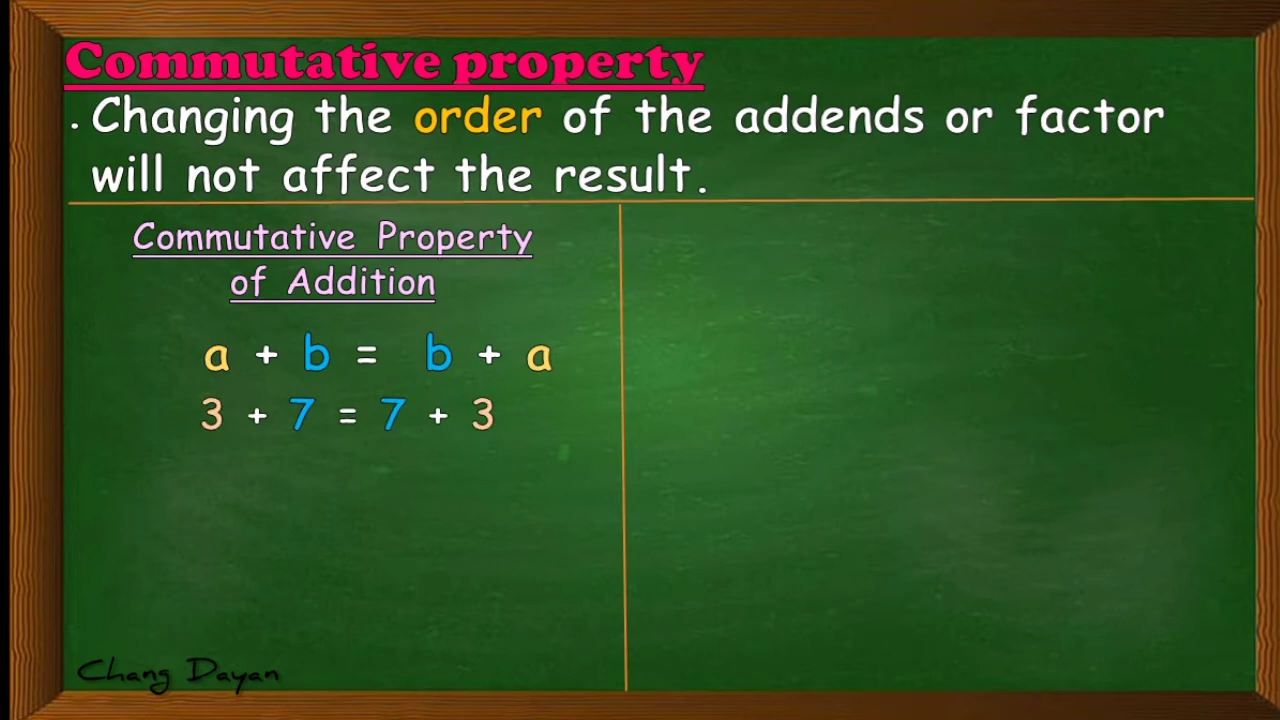 Commutative property
. Changing the order of the addends or factor
will not affect the result.
Commutative Property
of Addition
a + b = b + a
3 + 7 = 7 + 3
Chang Dayan